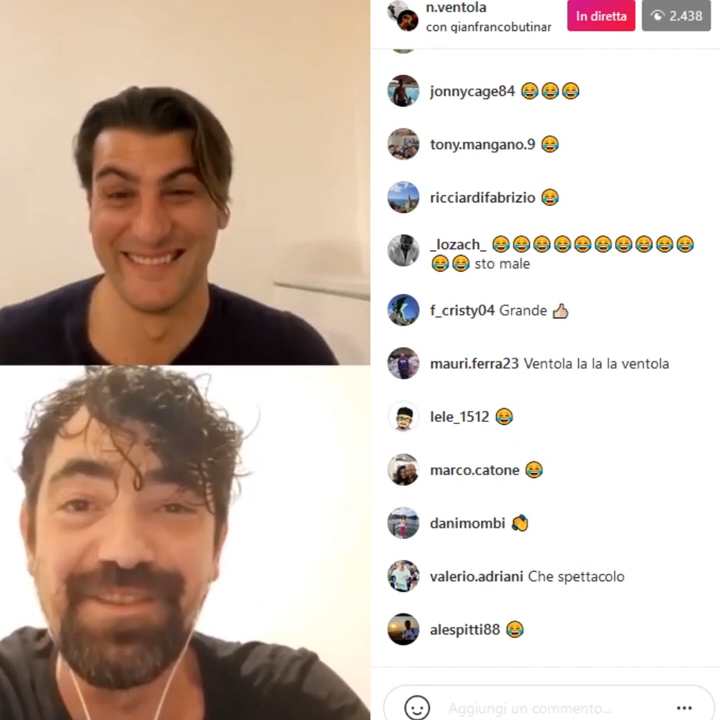 n.ventola
con gianfrancobutinar
In diretta
2.438
jonnycage84 😂😂😂
tony.mangano.9 😂
ricciardifabrizio 😂
_lozach_ 😂😂😂😂😂😂😂😂😂😂
😂😂 sto male
f_cristy04 Grande 👍🏻
mauri.ferra23 Ventola la la la ventola
lele_1512 😂
marco.catone 😂
danimombi 👏
valerio.adriani Che spettacolo
alespitti88 😂
Aggiungi un commento...